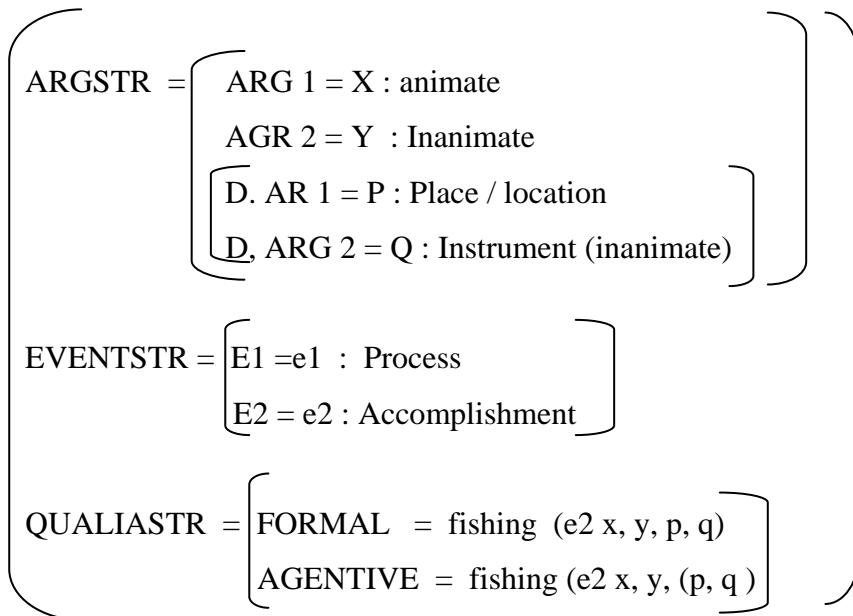 ARGSTR = ARG 1 = X : animate
AGR 2 = Y : Inanimate
D. AR 1 = P : Place / location
D, ARG 2 = Q : Instrument (inanimate)
EVENTSTR = E1 =e1 : Process
E2 = e2 : Accomplishment
QUALIASTR = FORMAL = fishing (e2 x, y, p, q)
AGENTIVE = fishing (e2 x, y, (p, q )